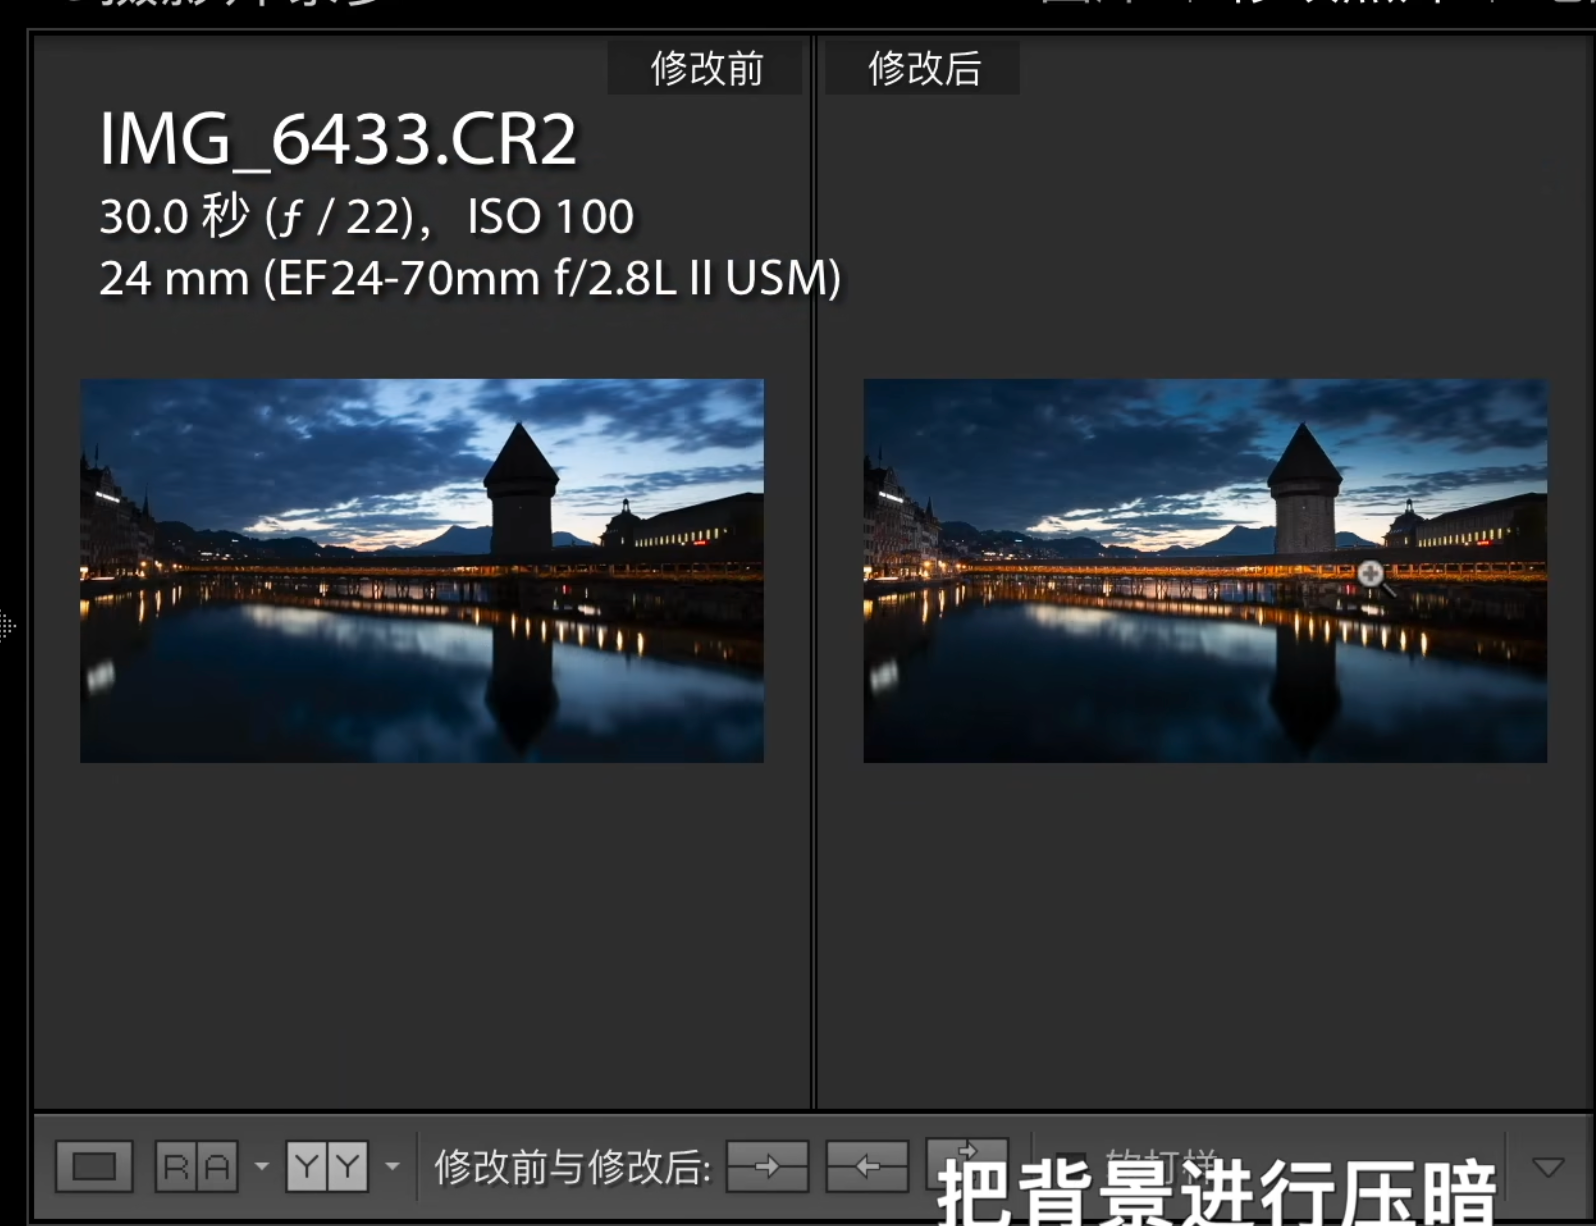 修改前
修改后
IMG_6433.CR2
30.0 秒 (ƒ / 22)， ISO 100
24 mm (EF24-70mm f/2.8L II USM)
R A
Y Y
修改前与修改后:
软打样
把背景进行压暗